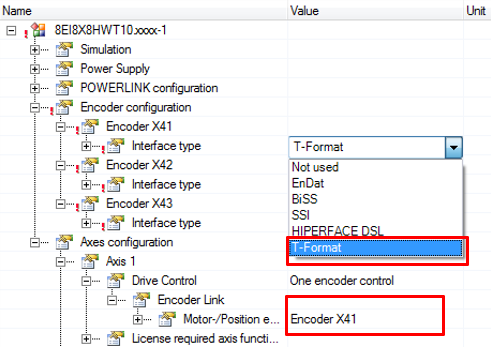 Name Value Unit
8EI8X8HWT10.xxxx-1
Simulation
Power Supply
POWERLINK configuration
Encoder configuration
Encoder X41
Interface type T-Format
Encoder X42 Not used
Interface type EnDat
BiSS
Encoder X43 SSI
Interface type HIPERFACE DSL
Axes configuration T-Format
Axis 1
Drive Control One encoder control
Encoder Link
Motor-/Position e... Encoder X41
License required axis functi...